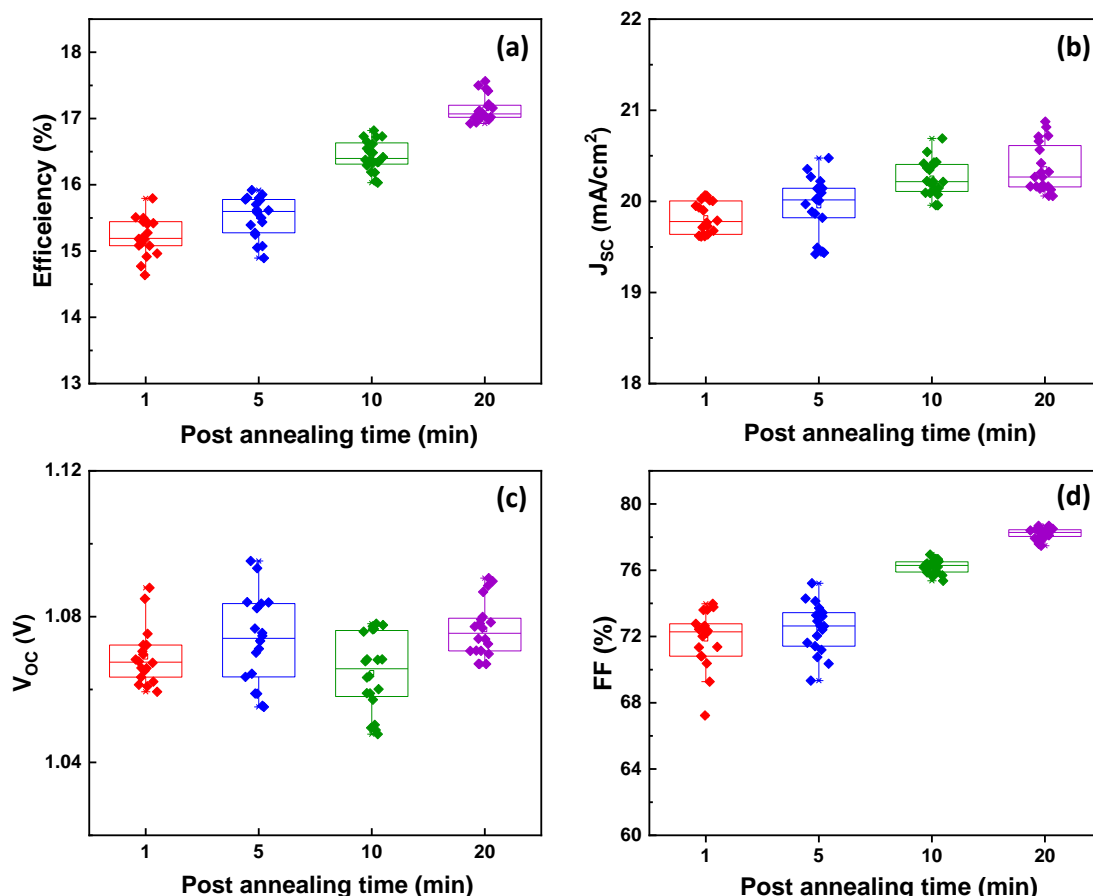 (a)
Efficeiency (%)
18
17
16
15
14
13
1 5 10 20
Post annealing time (min)
(b)
J_SC (mA/cm²)
22
21
20
19
18
1 5 10 20
Post annealing time (min)
(c)
V_OC (V)
1.12
1.08
1.04
1 5 10 20
Post annealing time (min)
(d)
FF (%)
80
76
72
68
64
60
1 5 10 20
Post annealing time (min)